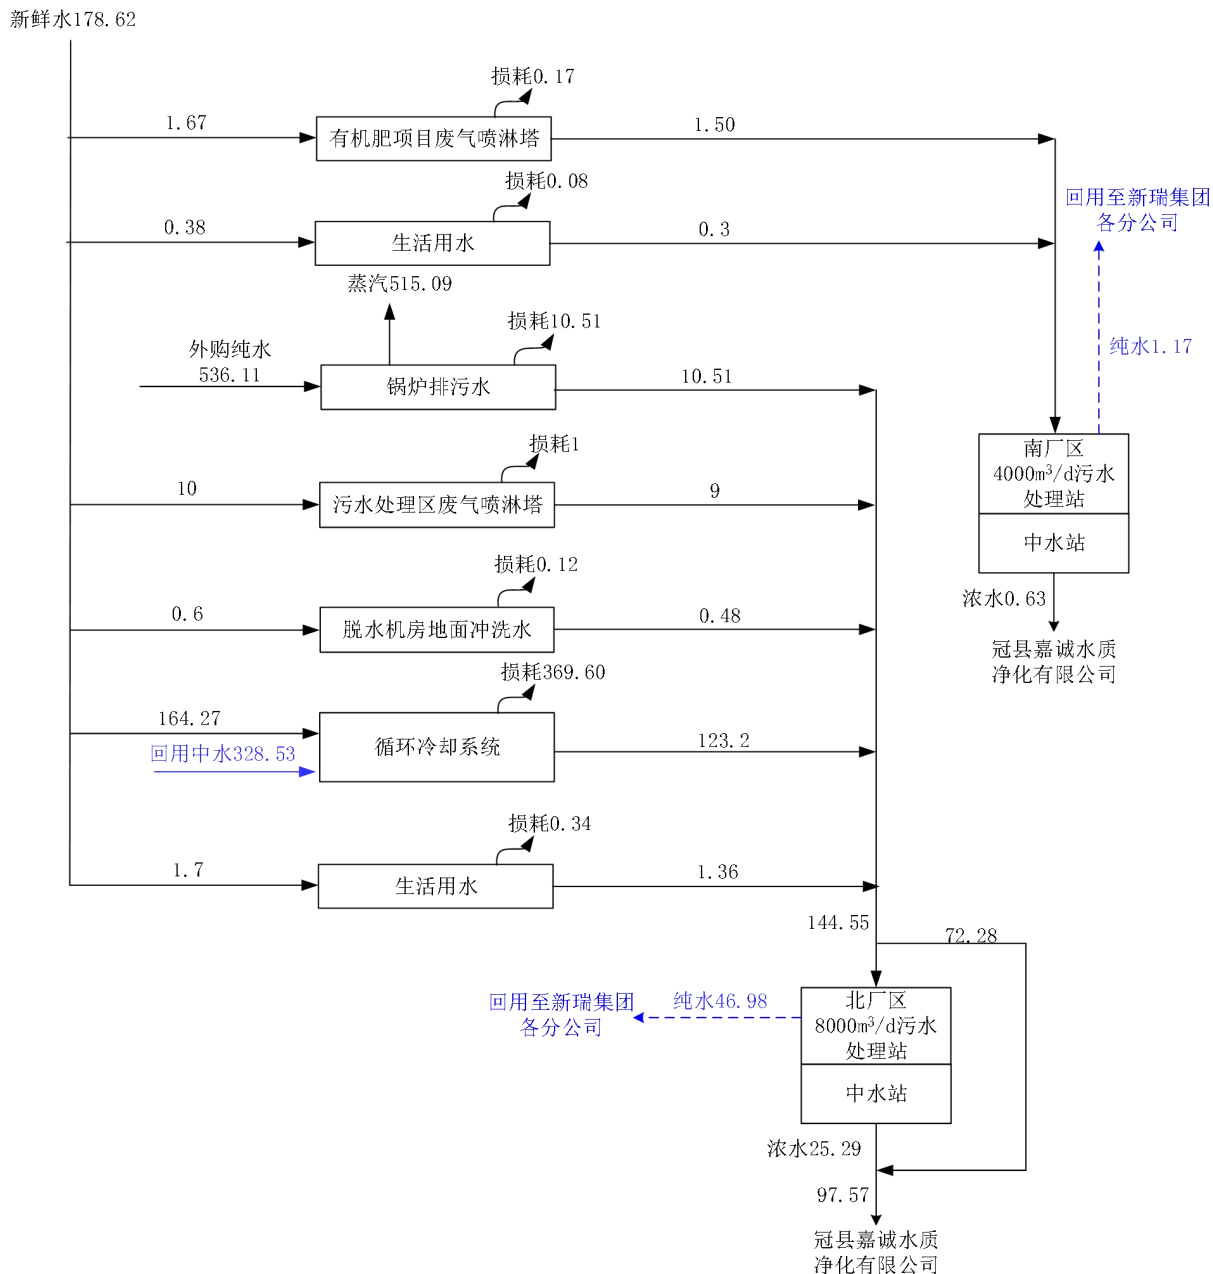 新鲜水178.62
损耗0.17
1.67
有机肥项目废气喷淋塔
1.50
损耗0.08
回用至新瑞集团
各分公司
0.38
生活用水
0.3
蒸汽515.09
损耗10.51
纯水1.17
外购纯水
536.11
锅炉排污水
10.51
南厂区
4000m³/d污水
处理站
中水站
损耗1
10
污水处理区废气喷淋塔
9
损耗0.12
0.6
脱水机房地面冲洗水
0.48
浓水0.63
冠县嘉诚水质
净化有限公司
损耗369.60
164.27
回用中水328.53
循环冷却系统
123.2
损耗0.34
1.7
生活用水
1.36
144.55
72.28
回用至新瑞集团
各分公司
纯水46.98
北厂区
8000m³/d污水
处理站
中水站
浓水25.29
97.57
冠县嘉诚水质
净化有限公司